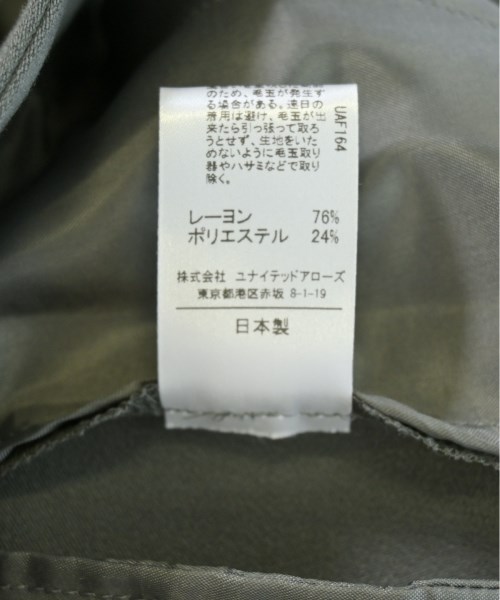 のため、毛玉が発生す
る場合がある。連日の
着用は避け、毛玉が出
来たら引っ張って取ろ
うとせず、生地をいた
めないように毛玉取り
器やハサミなどで取り
除く。
UAF164
レーヨン 76%
ポリエステル 24%
株式会社 ユナイテッドアローズ
東京都港区赤坂 8-1-19
日本製